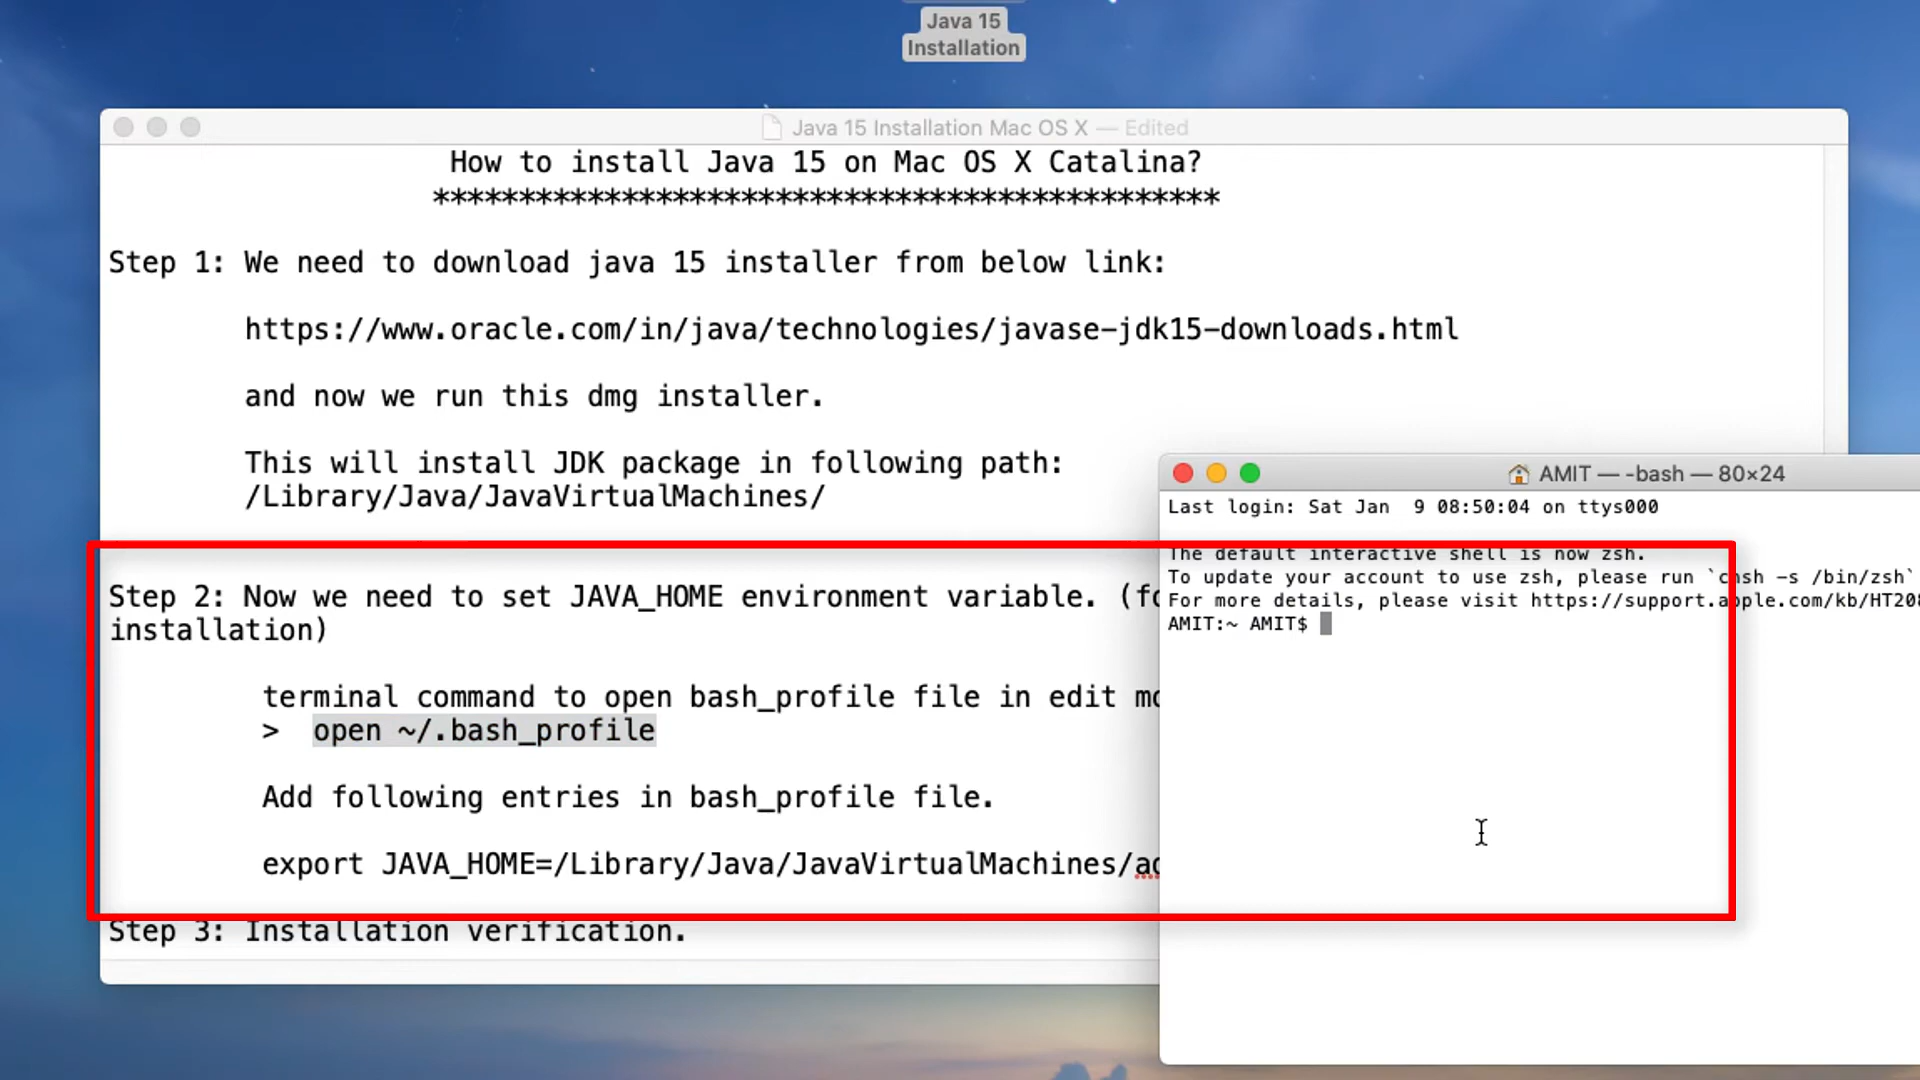 Java 15
Installation
Java 15 Installation Mac OS X — Edited
How to install Java 15 on Mac OS X Catalina?
**********************************************
Step 1: We need to download java 15 installer from below link:
https://www.oracle.com/in/java/technologies/javase-jdk15-downloads.html
and now we run this dmg installer.
This will install JDK package in following path:
/Library/Java/JavaVirtualMachines/
Step 2: Now we need to set JAVA_HOME environment variable. (fo
installation)
terminal command to open bash_profile file in edit mo
> open ~/.bash_profile
Add following entries in bash_profile file.
export JAVA_HOME=/Library/Java/JavaVirtualMachines/ad
Step 3: Installation verification.
AMIT — -bash — 80×24
Last login: Sat Jan  9 08:50:04 on ttys000
The default interactive shell is now zsh.
To update your account to use zsh, please run `chsh -s /bin/zsh`
For more details, please visit https://support.apple.com/kb/HT208
AMIT:~ AMIT$